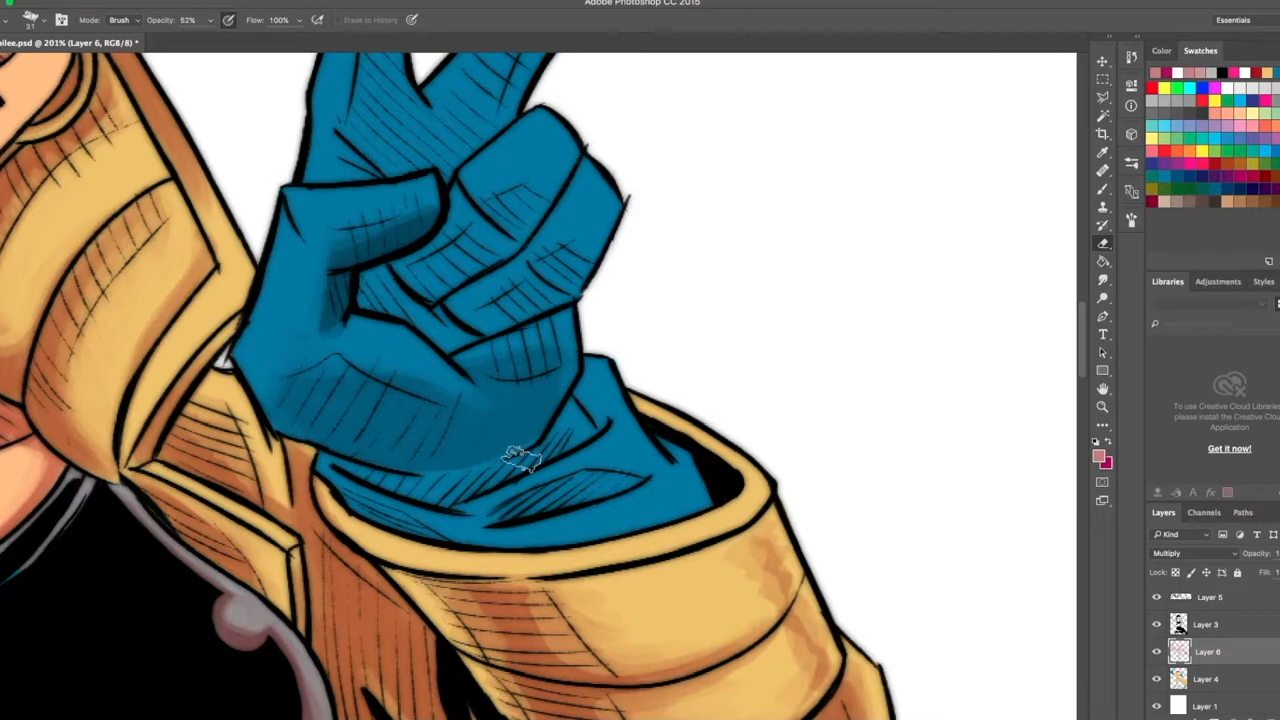 Adobe Photoshop CC 2015
31
Mode: Brush
Opacity: 52%
Flow: 100%
Erase to History
Essentials
ilee.psd @ 201% (Layer 6, RGB/8) *
Color
Swatches
Libraries
Adjustments
Styles
To use Creative Cloud Libraries,
please install the Creative Cloud
Application
Get it now!
Layers
Channels
Paths
Kind
Multiply
Opacity: 1
Lock:
Fill:
Layer 5
Layer 3
Layer 6
Layer 4
Layer 1